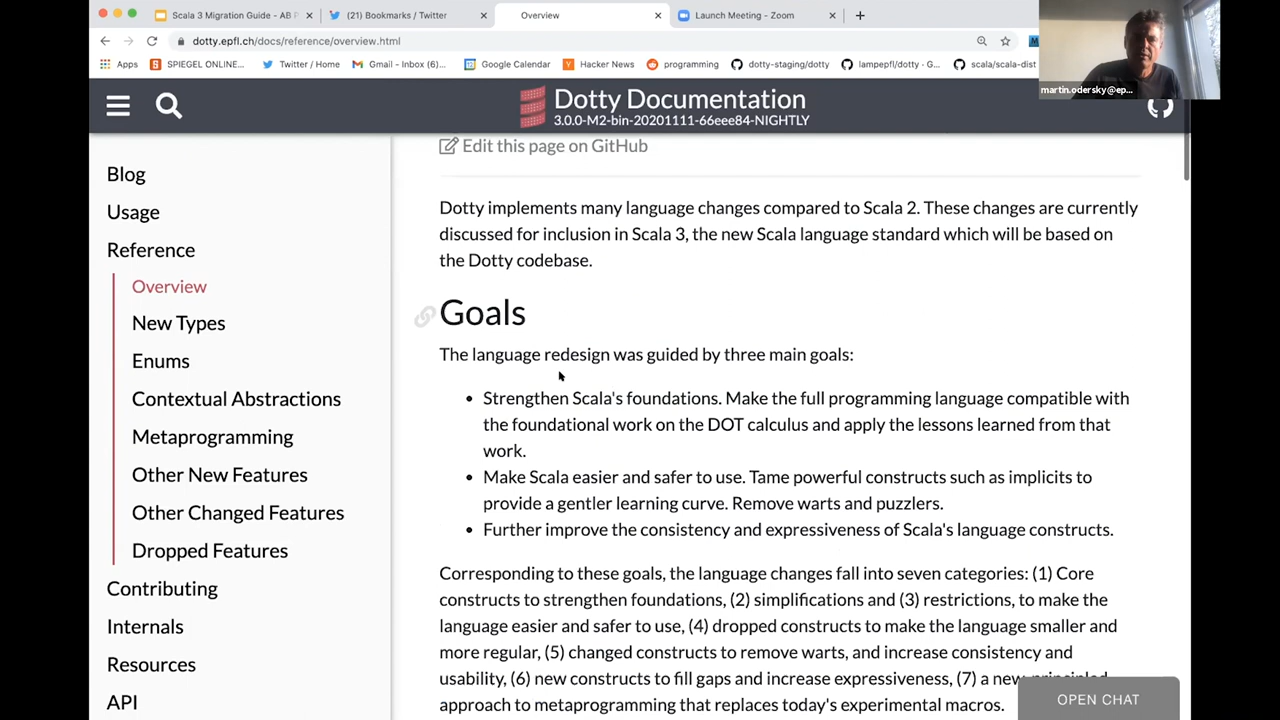 Scala 3 Migration Guide - AB P
(21) Bookmarks / Twitter
Overview
Launch Meeting - Zoom
dotty.epfl.ch/docs/reference/overview.html
Apps
SPIEGEL ONLINE...
Twitter / Home
Gmail - Inbox (6)...
Google Calendar
Hacker News
programming
dotty-staging/dotty
lampepfl/dotty - G...
scala/scala-dist
martin.odersky@ep...
Dotty Documentation
3.0.0-M2-bin-20201111-66eee84-NIGHTLY
Blog
Usage
Reference
Overview
New Types
Enums
Contextual Abstractions
Metaprogramming
Other New Features
Other Changed Features
Dropped Features
Contributing
Internals
Resources
API
Edit this page on GitHub
Dotty implements many language changes compared to Scala 2. These changes are currently
discussed for inclusion in Scala 3, the new Scala language standard which will be based on
the Dotty codebase.
Goals
The language redesign was guided by three main goals:
• Strengthen Scala's foundations. Make the full programming language compatible with
the foundational work on the DOT calculus and apply the lessons learned from that
work.
• Make Scala easier and safer to use. Tame powerful constructs such as implicits to
provide a gentler learning curve. Remove warts and puzzlers.
• Further improve the consistency and expressiveness of Scala's language constructs.
Corresponding to these goals, the language changes fall into seven categories: (1) Core
constructs to strengthen foundations, (2) simplifications and (3) restrictions, to make the
language easier and safer to use, (4) dropped constructs to make the language smaller and
more regular, (5) changed constructs to remove warts, and increase consistency and
usability, (6) new constructs to fill gaps and increase expressiveness, (7) a new, principled
approach to metaprogramming that replaces today's experimental macros.
OPEN CHAT